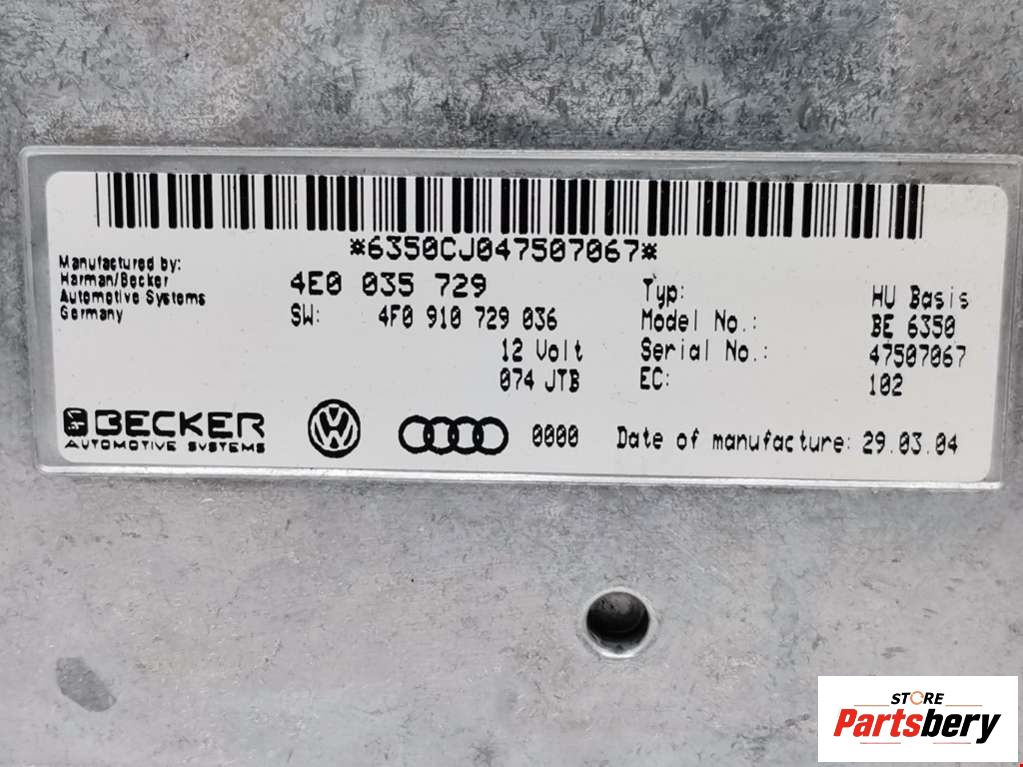 *6350CJ047507067*
Manufactured by:
Harman/Becker
Automotive Systems
Germany
4E0 035 729
SW: 4F0 910 729 036
12 Volt
074 JTB
Typ: HU Basis
Model No.: BE 6350
Serial No.: 47507067
EC: 102
BECKER
AUTOMOTIVE SYSTEMS
0000
Date of manufacture: 29.03.04
STORE
Partsbery